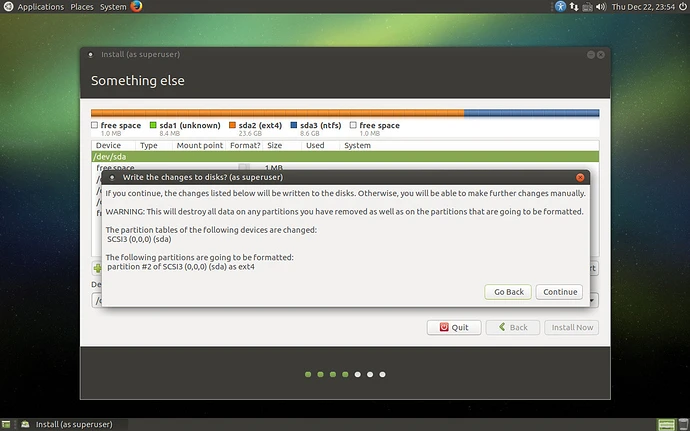 Applications Places System
Thu Dec 22, 23:54
Install (as superuser)
Something else
free space sda1 (unknown) sda2 (ext4) sda3 (ntfs) free space
1.0 MB 8.4 MB 23.6 GB 8.6 GB 1.0 MB
Device Type Mount point Format? Size Used System
/dev/sda
free space 1 MB
Write the changes to disks? (as superuser)
If you continue, the changes listed below will be written to the disks. Otherwise, you will be able to make further changes manually.
WARNING: This will destroy all data on any partitions you have removed as well as on the partitions that are going to be formatted.
The partition tables of the following devices are changed:
SCSI3 (0,0,0) (sda)
The following partitions are going to be formatted:
partition #2 of SCSI3 (0,0,0) (sda) as ext4
Go Back Continue
Quit Back Install Now
Install (as superuser)